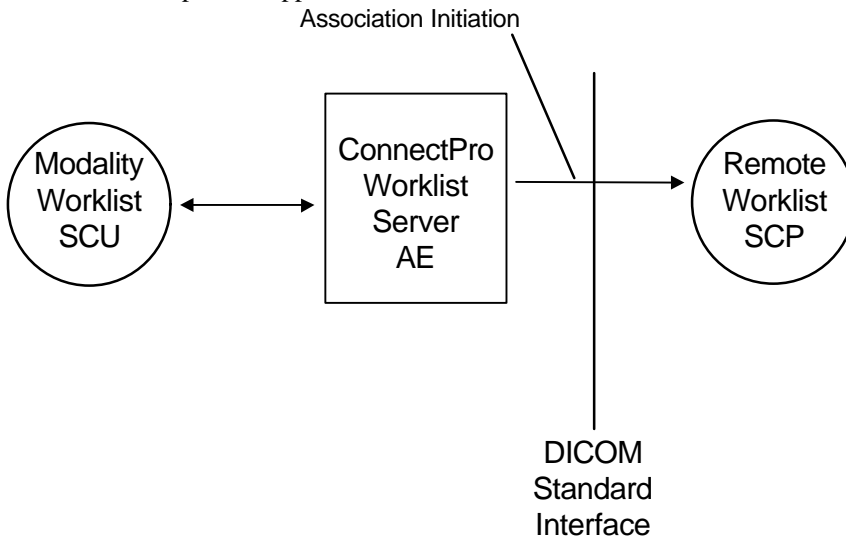 Association Initiation
Modality
Worklist
SCU
ConnectPro
Worklist
Server
AE
Remote
Worklist
SCP
DICOM
Standard
Interface